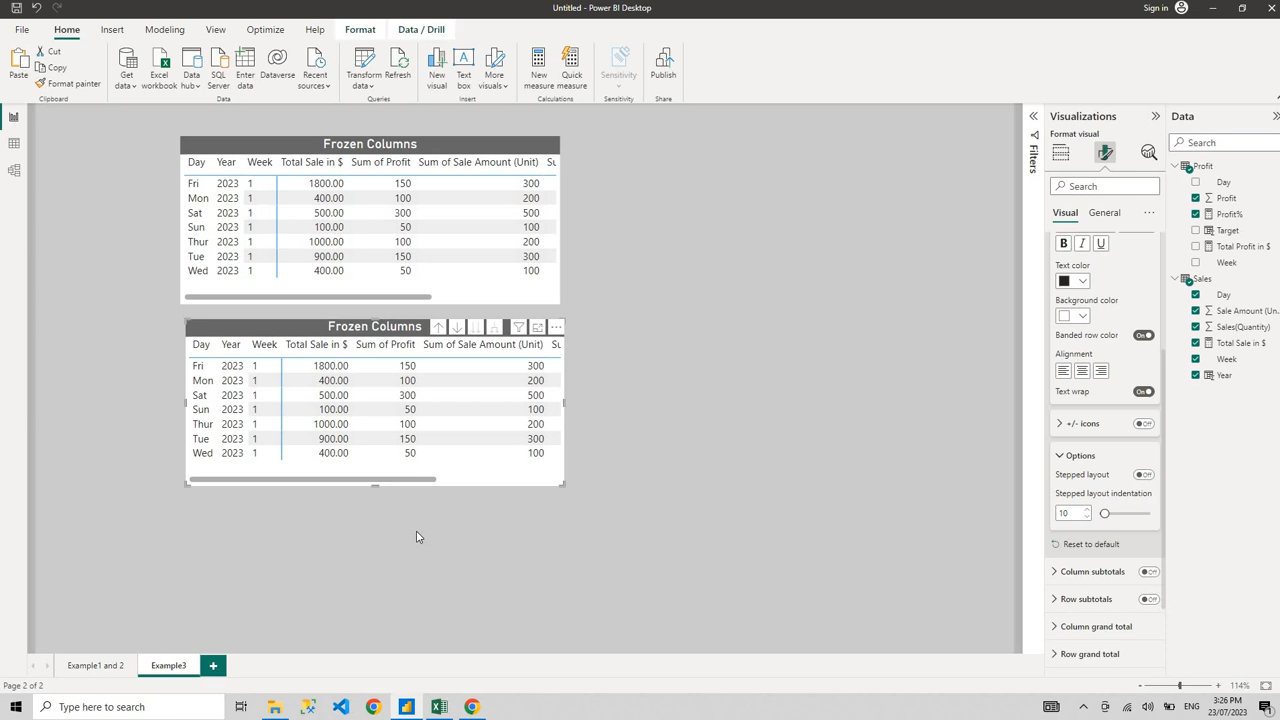 Untitled - Power BI Desktop
Sign in
File Home Insert Modeling View Optimize Help Format Data / Drill
Paste
Cut
Copy
Format painter
Clipboard
Get data
Excel workbook
Data hub
SQL Server
Enter data
Dataverse
Recent sources
Data
Transform data
Refresh
Queries
New visual
Text box
More visuals
Insert
New measure
Quick measure
Calculations
Sensitivity
Sensitivity
Publish
Share
Frozen Columns
Day Year Week Total Sale in $ Sum of Profit Sum of Sale Amount (Unit) Su
Fri 2023 1 1800.00 150 300
Mon 2023 1 400.00 100 200
Sat 2023 1 500.00 300 500
Sun 2023 1 100.00 50 100
Thur 2023 1 1000.00 100 200
Tue 2023 1 900.00 150 300
Wed 2023 1 400.00 50 100
Frozen Columns
Day Year Week Total Sale in $ Sum of Profit Sum of Sale Amount (Unit) Su
Fri 2023 1 1800.00 150 300
Mon 2023 1 400.00 100 200
Sat 2023 1 500.00 300 500
Sun 2023 1 100.00 50 100
Thur 2023 1 1000.00 100 200
Tue 2023 1 900.00 150 300
Wed 2023 1 400.00 50 100
Filters
Visualizations
Format visual
Search
Visual General
B I U
Text color
Background color
Banded row color On
Alignment
Text wrap On
+/- icons Off
Options
Stepped layout Off
Stepped layout indentation
10
Reset to default
Column subtotals Off
Row subtotals Off
Column grand total
Row grand total
Data
Search
Profit
Day
Profit
Profit%
Target
Total Profit in $
Week
Sales
Day
Sale Amount (Un...
Sales(Quantity)
Total Sale in $
Week
Year
Example1 and 2
Example3
Page 2 of 2
114%
Type here to search
ENG
3:26 PM
23/07/2023